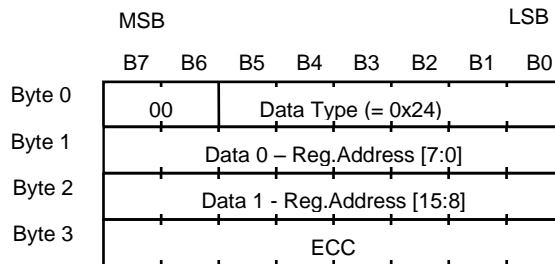 MSB LSB
B7 B6 B5 B4 B3 B2 B1 B0
Byte 0 00 Data Type (= 0x24)
Byte 1 Data 0 – Reg.Address [7:0]
Byte 2 Data 1 - Reg.Address [15:8]
Byte 3 ECC